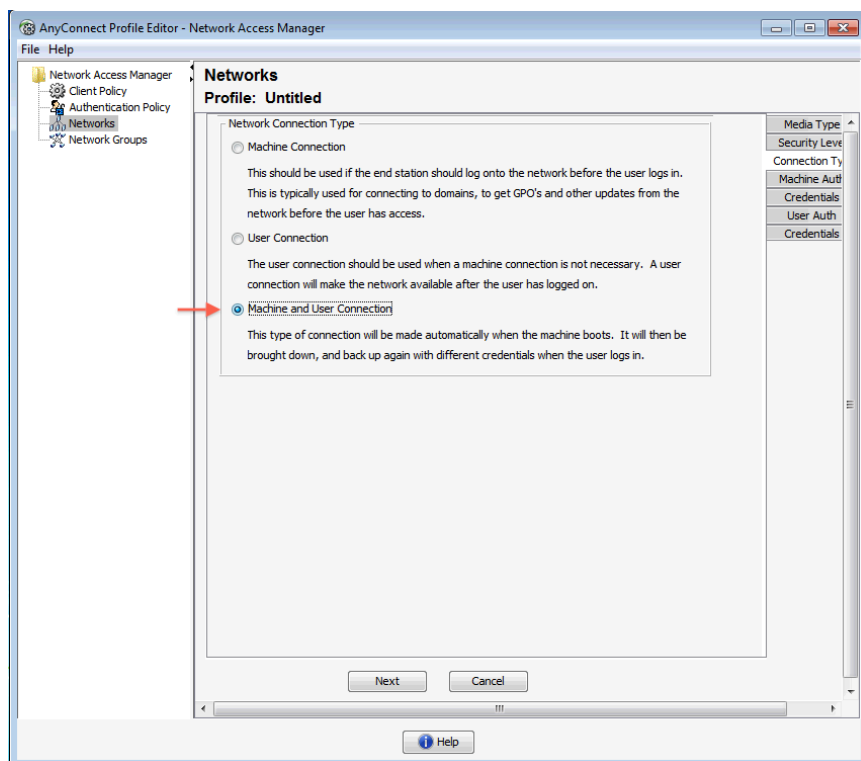 AnyConnect Profile Editor - Network Access Manager
File Help
Network Access Manager
Client Policy
Authentication Policy
Networks
Network Groups
Networks
Profile: Untitled
Network Connection Type
Machine Connection
This should be used if the end station should log onto the network before the user logs in.
This is typically used for connecting to domains, to get GPO's and other updates from the
network before the user has access.
User Connection
The user connection should be used when a machine connection is not necessary. A user
connection will make the network available after the user has logged on.
Machine and User Connection
This type of connection will be made automatically when the machine boots. It will then be
brought down, and back up again with different credentials when the user logs in.
Media Type
Security Leve
Connection Ty
Machine Auth
Credentials
User Auth
Credentials
Next Cancel
Help